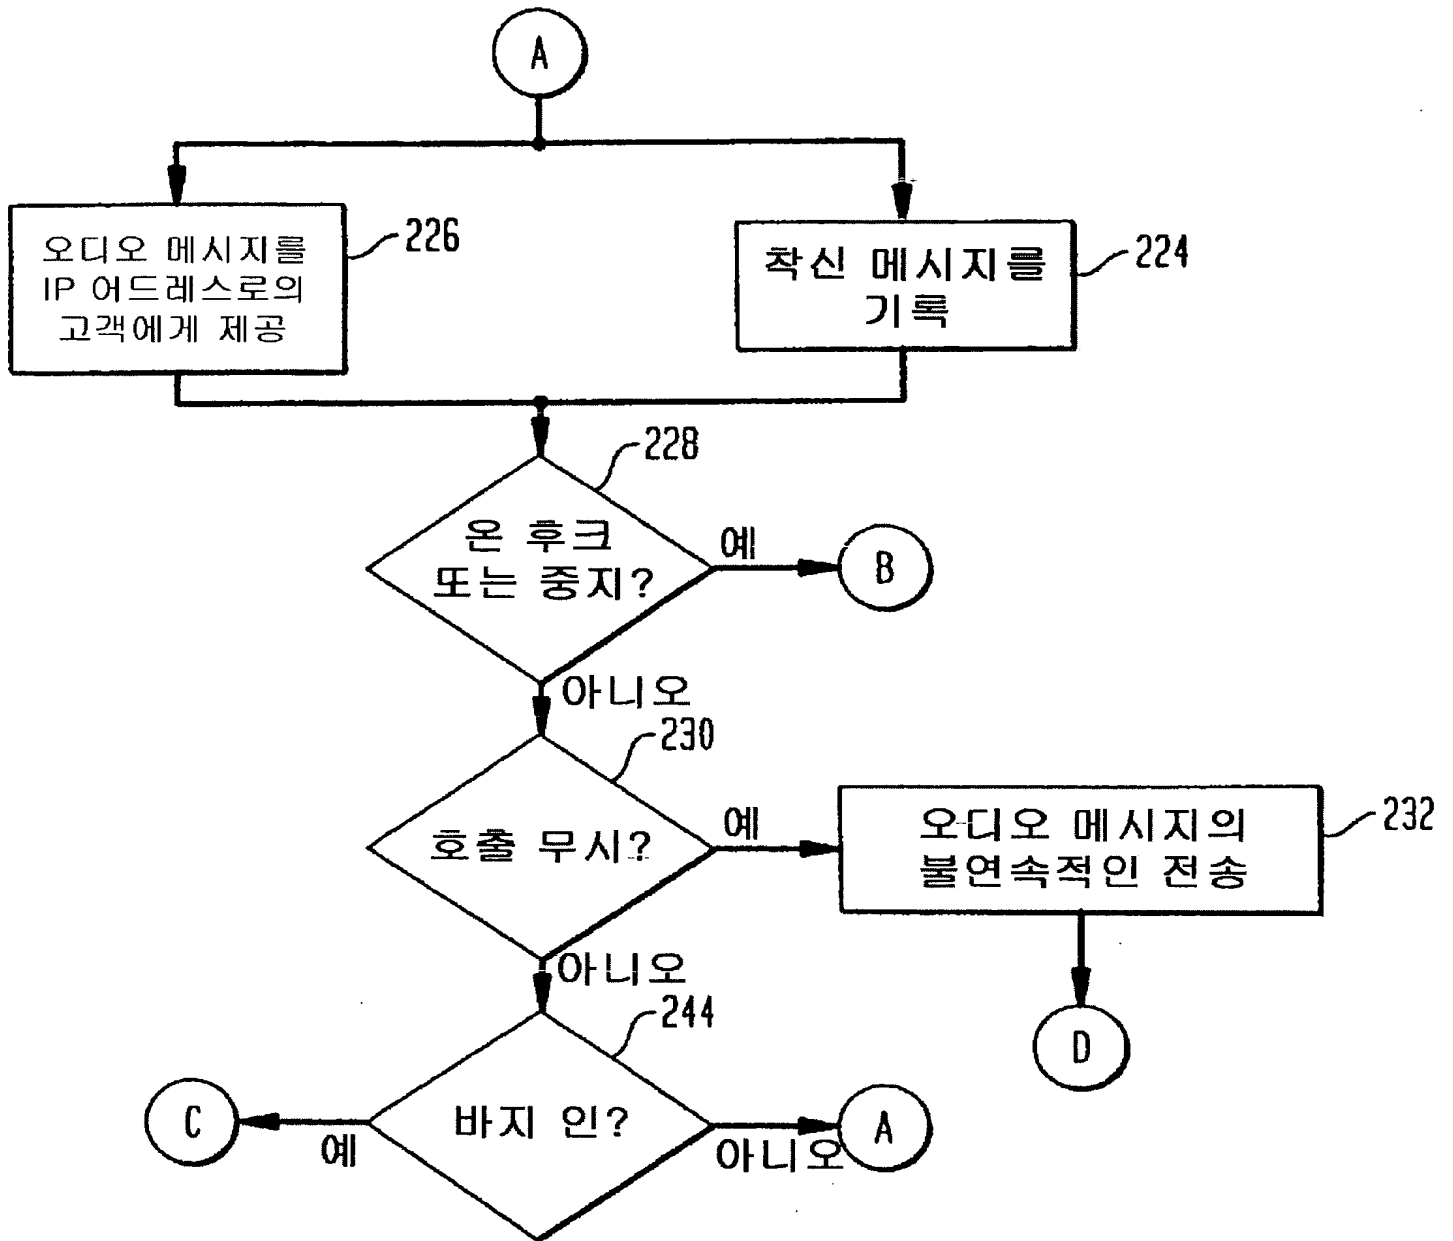 A
오디오 메시지를
IP 어드레스로의
고객에게 제공
226
착신 메시지를
기록
224
228
온 후크
또는 중지?
예
B
아니오
230
호출 무시?
예
오디오 메시지의
불연속적인 전송
232
아니오
D
244
바지 인?
예
C
아니오
A